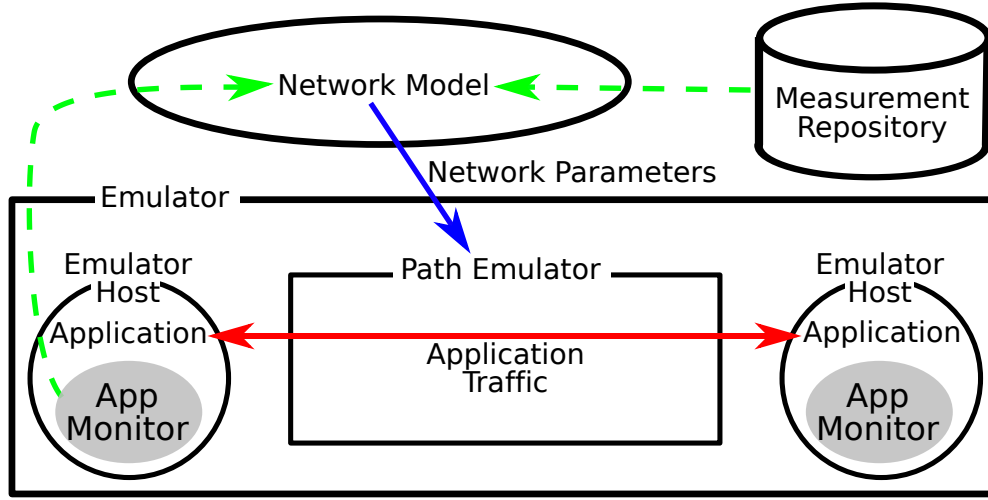 Network Model
Measurement
Repository
Network Parameters
Emulator
Emulator
Host
Application
App
Monitor
Path Emulator
Application
Traffic
Emulator
Host
Application
App
Monitor